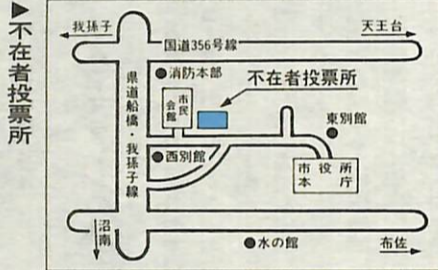 ▶不在者投票所
我孫子
天王台
国道356号線
消防本部
不在者投票所
市民
会館
東別館
県道船橋・我孫子線
西別館
市役所
本庁
沼南
水の館
布佐